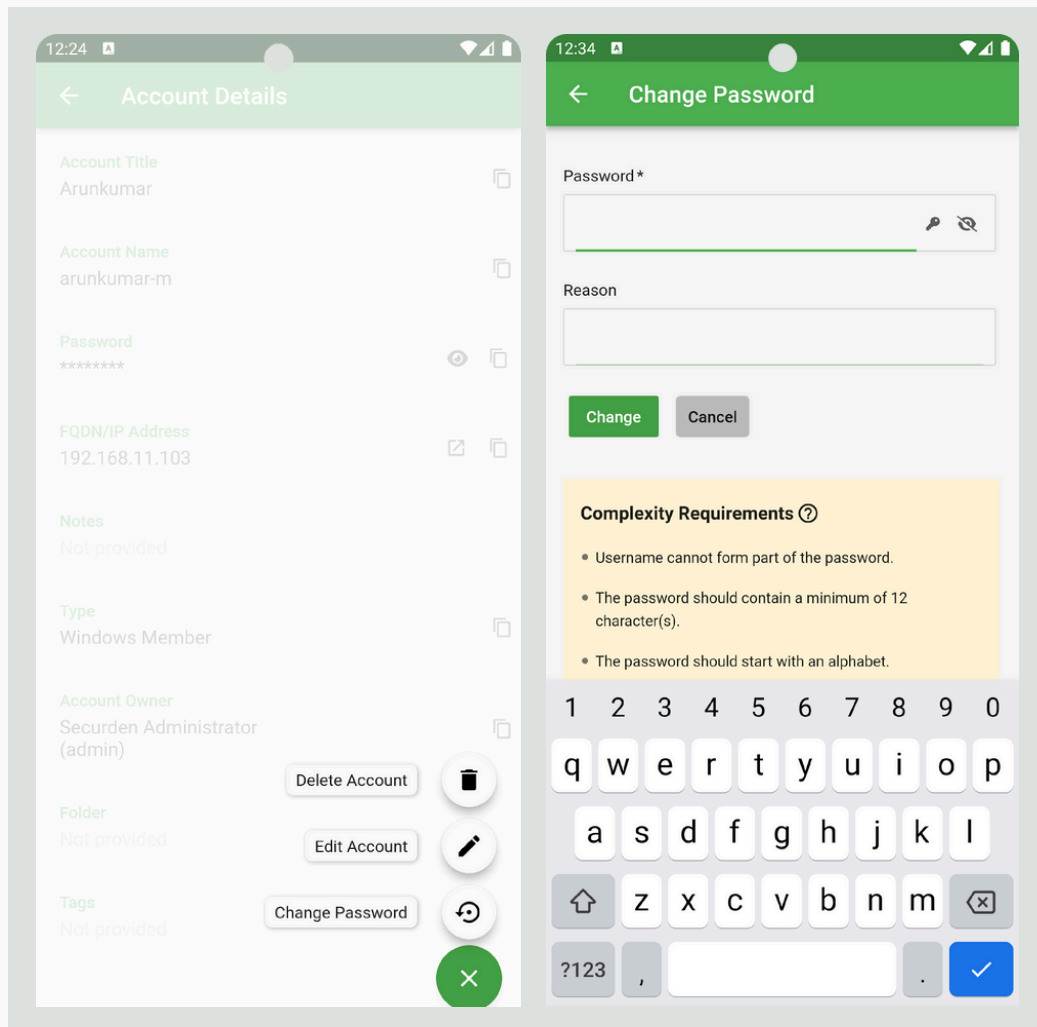 12:24
Account Details
Account Title
Arunkumar
Account Name
arunkumar-m
Password
********
FQDN/IP Address
192.168.11.103
Notes
Not provided
Type
Windows Member
Account Owner
Securden Administrator
(admin)
Delete Account
Folder
Not provided
Edit Account
Tags
Change Password
Not provided
12:34
Change Password
Password *
Reason
Change Cancel
Complexity Requirements
Username cannot form part of the password.
The password should contain a minimum of 12
character(s).
The password should start with an alphabet.
1 2 3 4 5 6 7 8 9 0
q w e r t y u i o p
a s d f g h j k l
z x c v b n m
?123 , .